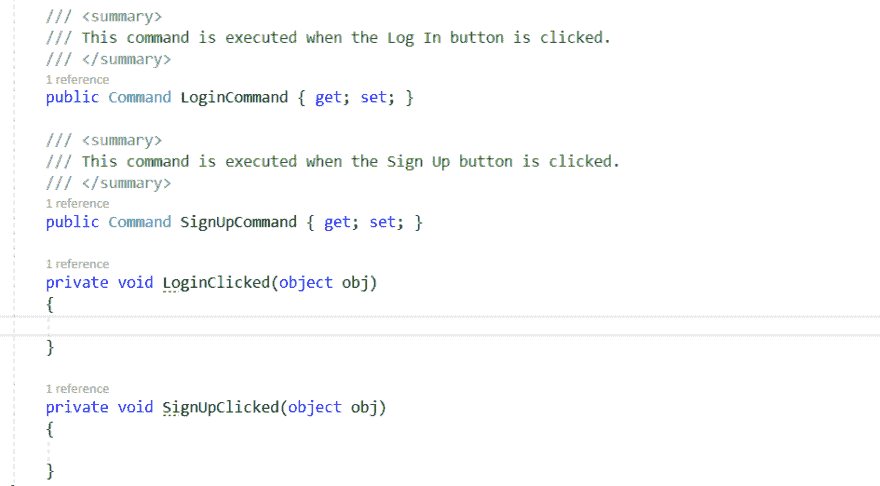 /// <summary>
/// This command is executed when the Log In button is clicked.
/// </summary>
1 reference
public Command LoginCommand { get; set; }
/// <summary>
/// This command is executed when the Sign Up button is clicked.
/// </summary>
1 reference
public Command SignUpCommand { get; set; }
1 reference
private void LoginClicked(object obj)
{
}
1 reference
private void SignUpClicked(object obj)
{
}